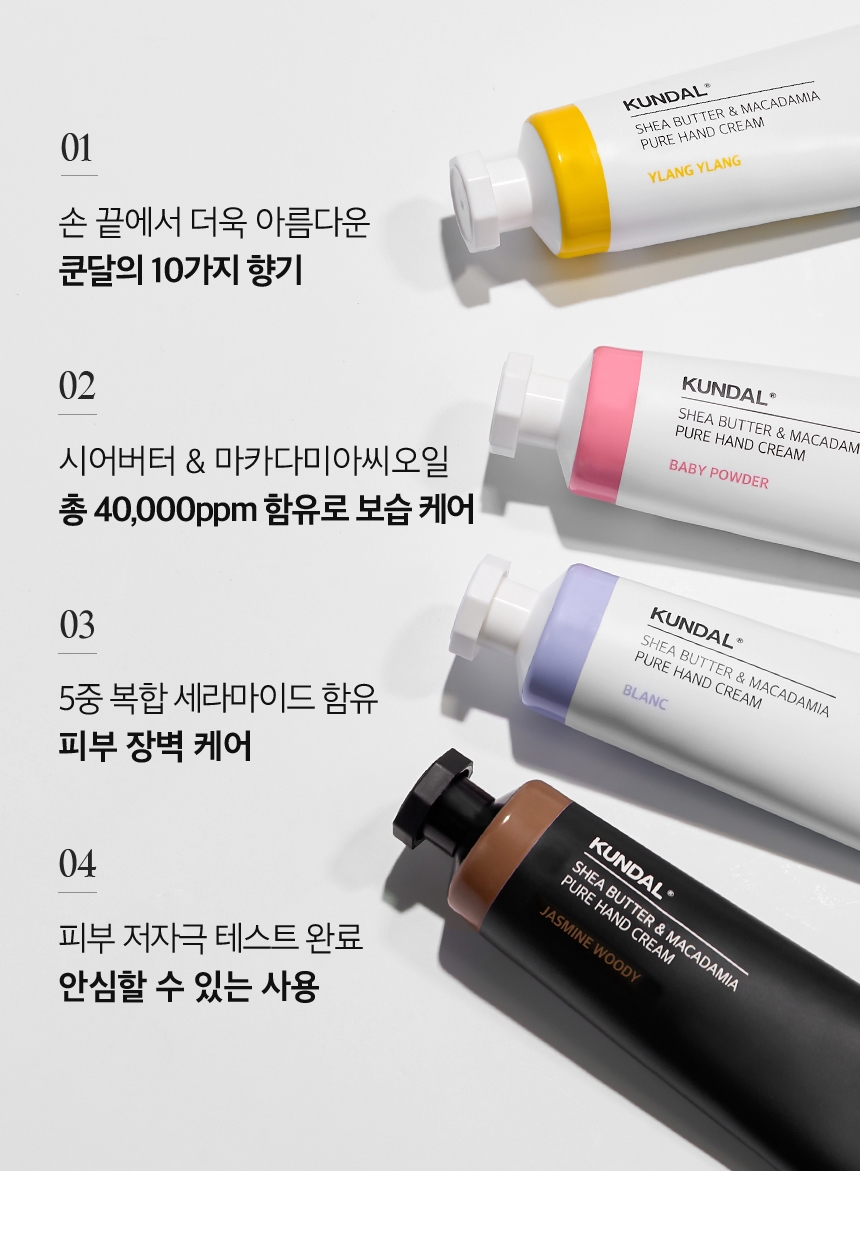 01
손 끝에서 더욱 아름다운
쿤달의 10가지 향기
02
시어버터 & 마카다미아씨오일
총 40,000ppm 함유로 보습 케어
03
5중 복합 세라마이드 함유
피부 장벽 케어
04
피부 저자극 테스트 완료
안심할 수 있는 사용
KUNDAL®
SHEA BUTTER & MACADAMIA
PURE HAND CREAM
YLANG YLANG
KUNDAL®
SHEA BUTTER & MACADAM
PURE HAND CREAM
BABY POWDER
KUNDAL®
SHEA BUTTER & MACADAMIA
PURE HAND CREAM
BLANC
KUNDAL®
SHEA BUTTER & MACADAMIA
PURE HAND CREAM
JASMINE WOODY